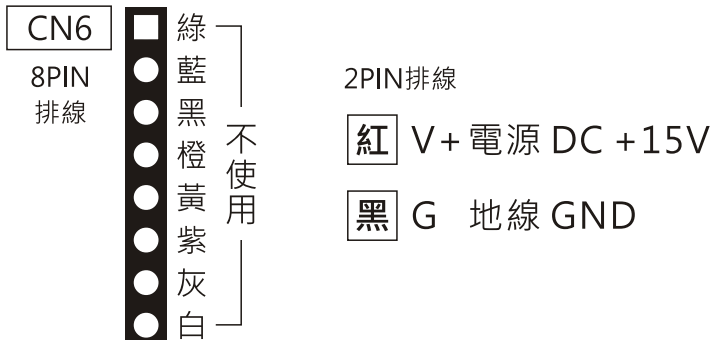 CN6
8PIN
排線
綠
藍
黑
橙
黃
紫
灰
白
不使用
2PIN排線
紅 V+ 電源 DC +15V
黑 G 地線 GND